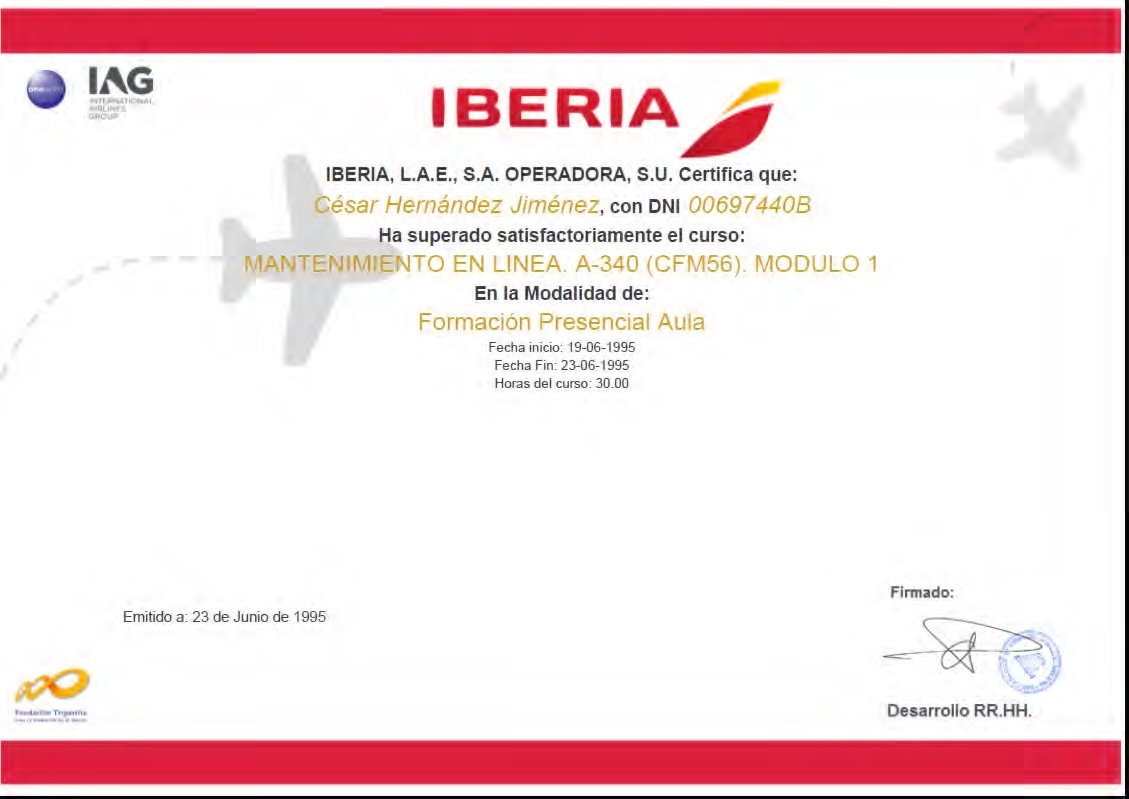 oneworld
IAG
INTERNATIONAL
AIRLINES
GROUP
IBERIA
IBERIA, L.A.E., S.A. OPERADORA, S.U. Certifica que:
César Hernández Jiménez, con DNI 00697440B
Ha superado satisfactoriamente el curso:
MANTENIMIENTO EN LINEA. A-340 (CFM56). MODULO 1
En la Modalidad de:
Formación Presencial Aula
Fecha inicio: 19-06-1995
Fecha Fin: 23-06-1995
Horas del curso: 30.00
Emitido a: 23 de Junio de 1995
Firmado:
Desarrollo RR.HH.
Fundación Tripartita